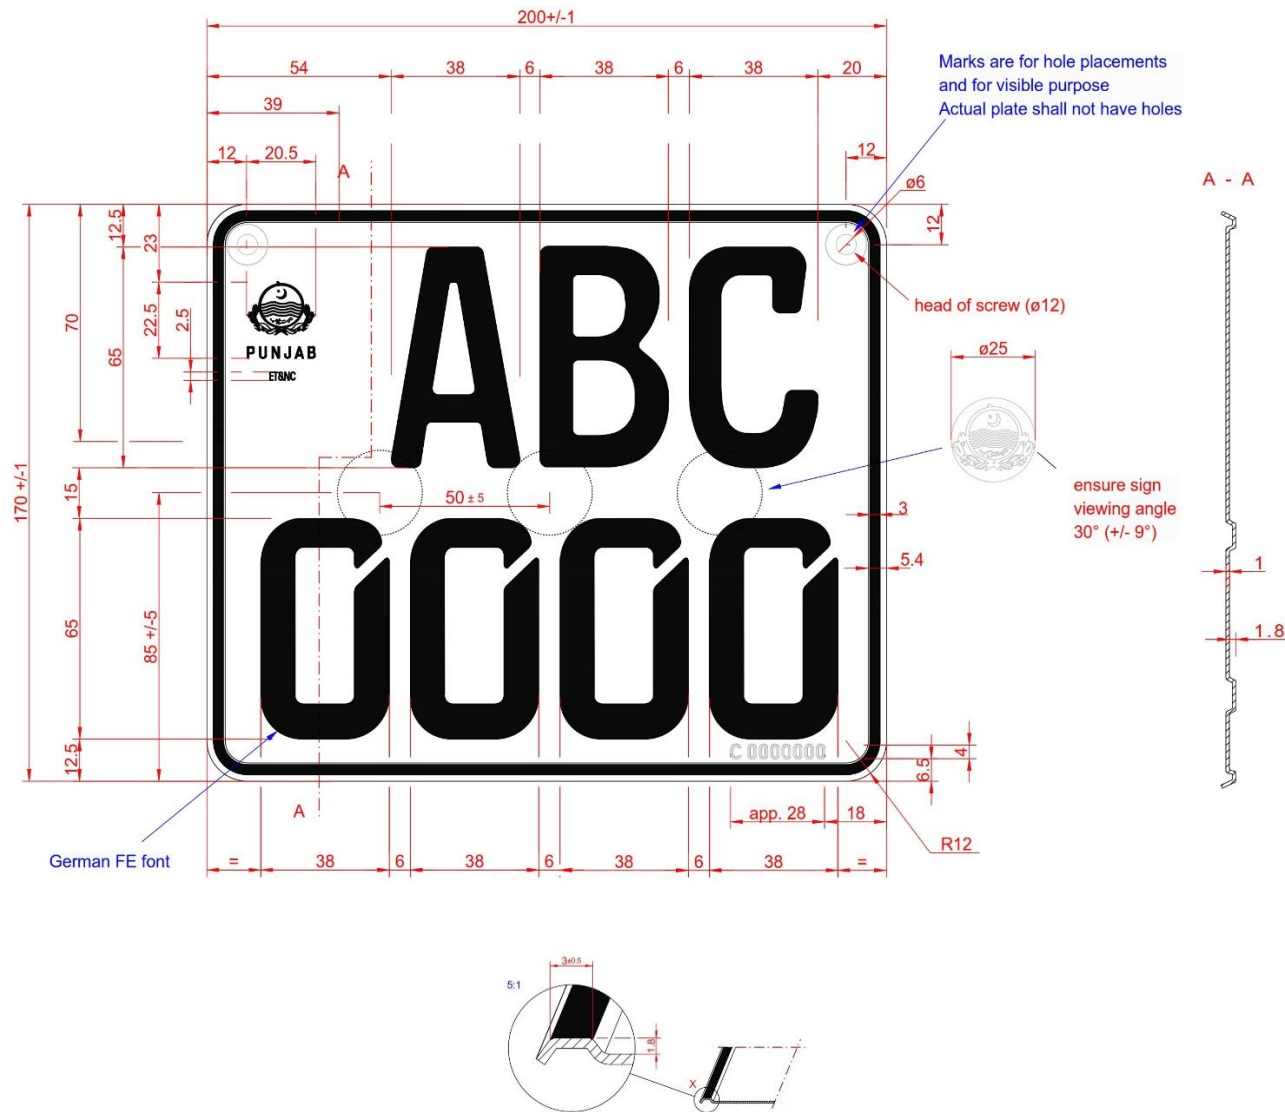 200+/-1
54
38
6
38
6
38
20
Marks are for hole placements
and for visible purpose
Actual plate shall not have holes
39
12
20.5
A
12
ø6
A - A
12.5
23
12
ABC
head of screw (ø12)
70
65
22.5
2.5
PUNJAB
ET&NC
ø25
170 +/-1
15
50 ± 5
ensure sign
viewing angle
30° (+/- 9°)
3
5.4
1
0000
65
85 +/-5
1.8
12.5
C 0000000
6.5
4
A
app. 28
18
R12
German FE font
=
38
6
38
6
38
6
38
=
5:1
3±0.5
1.8
X